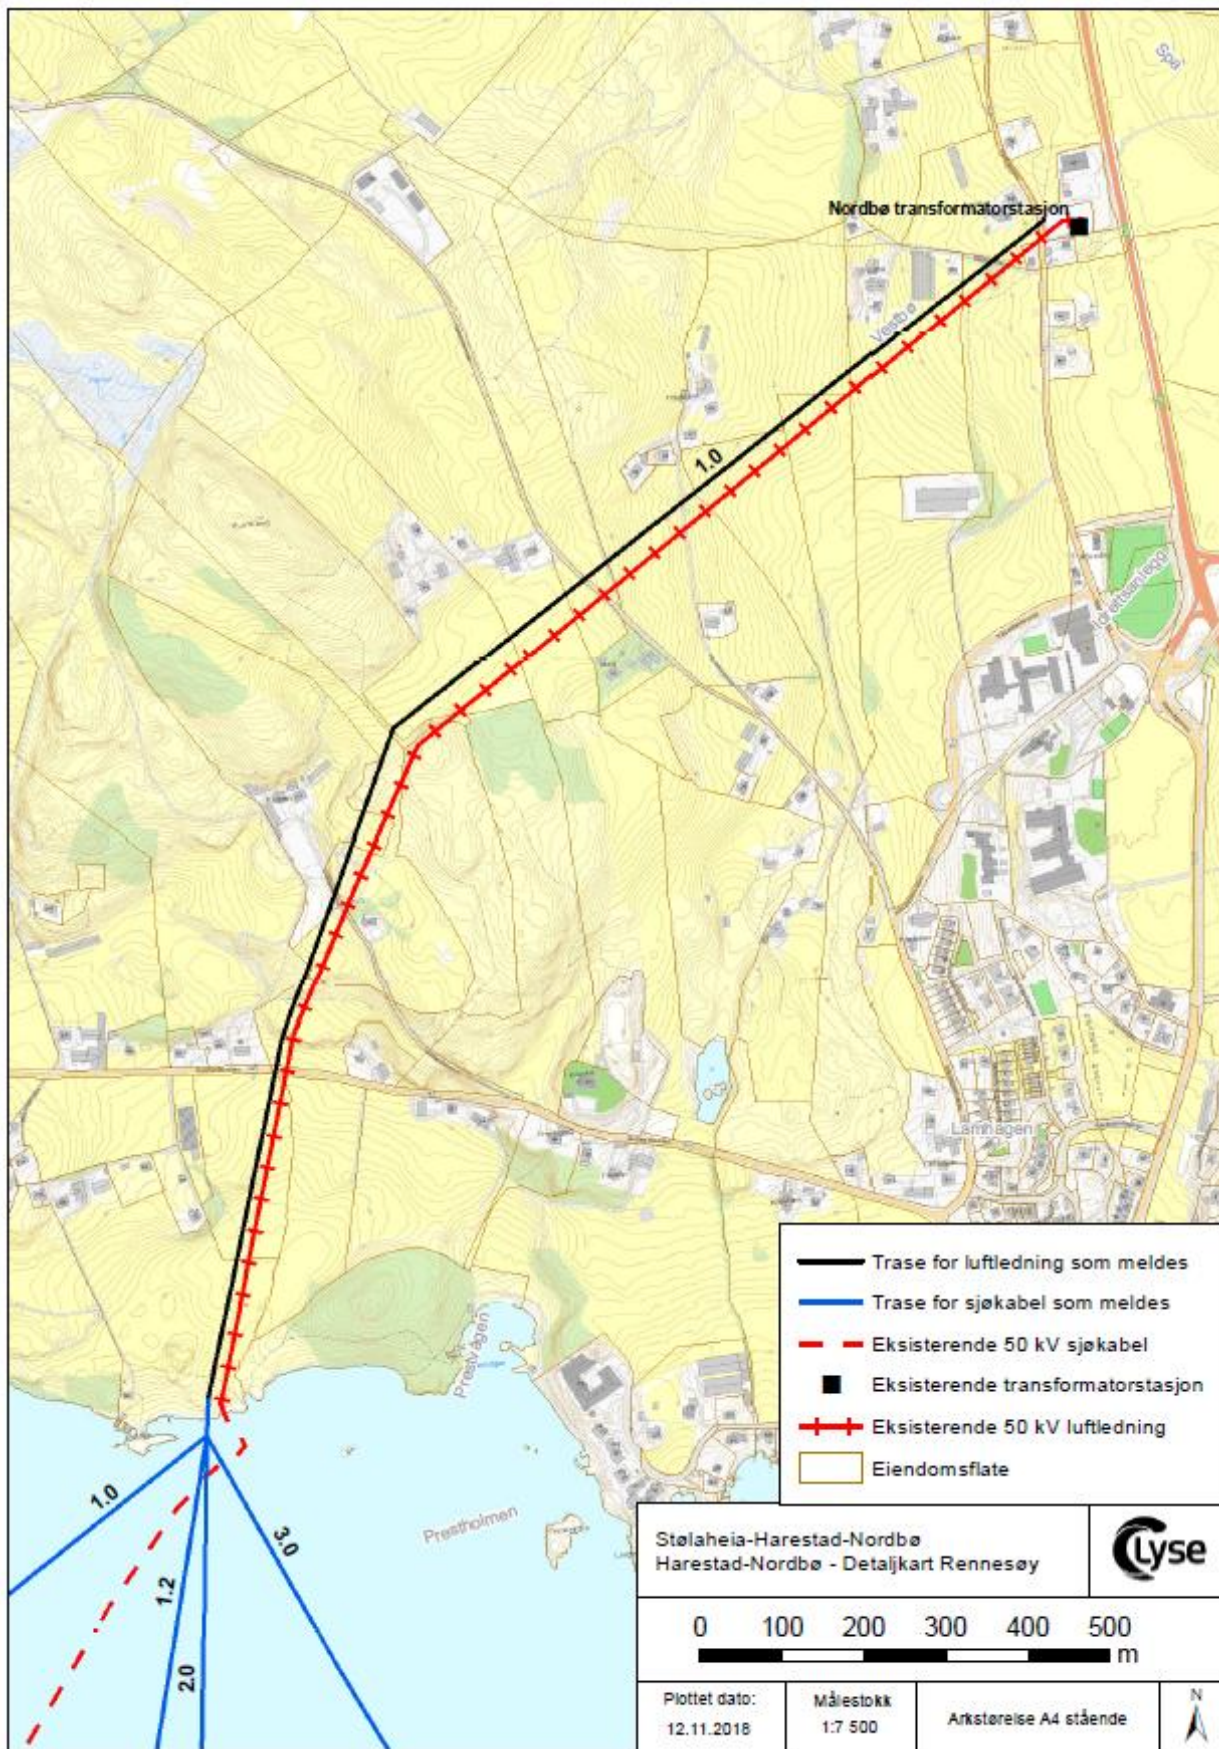 Spå
Nordbø transformatorstasjon
Vestbø
1.0
Idrettsanlegg
Lamhagen
Prestvågen
Prestholmen
1.0
1.2
2.0
3.0
Trase for luftledning som meldes
Trase for sjøkabel som meldes
Eksisterende 50 kV sjøkabel
Eksisterende transformatorstasjon
Eksisterende 50 kV luftledning
Eiendomsflate
Stølaheia-Harestad-Nordbø
Harestad-Nordbø - Detaljkart Rennesøy
Lyse
0 100 200 300 400 500
m
Plottet dato:
12.11.2018
Målestokk
1:7 500
Arkstørelse A4 stående
N